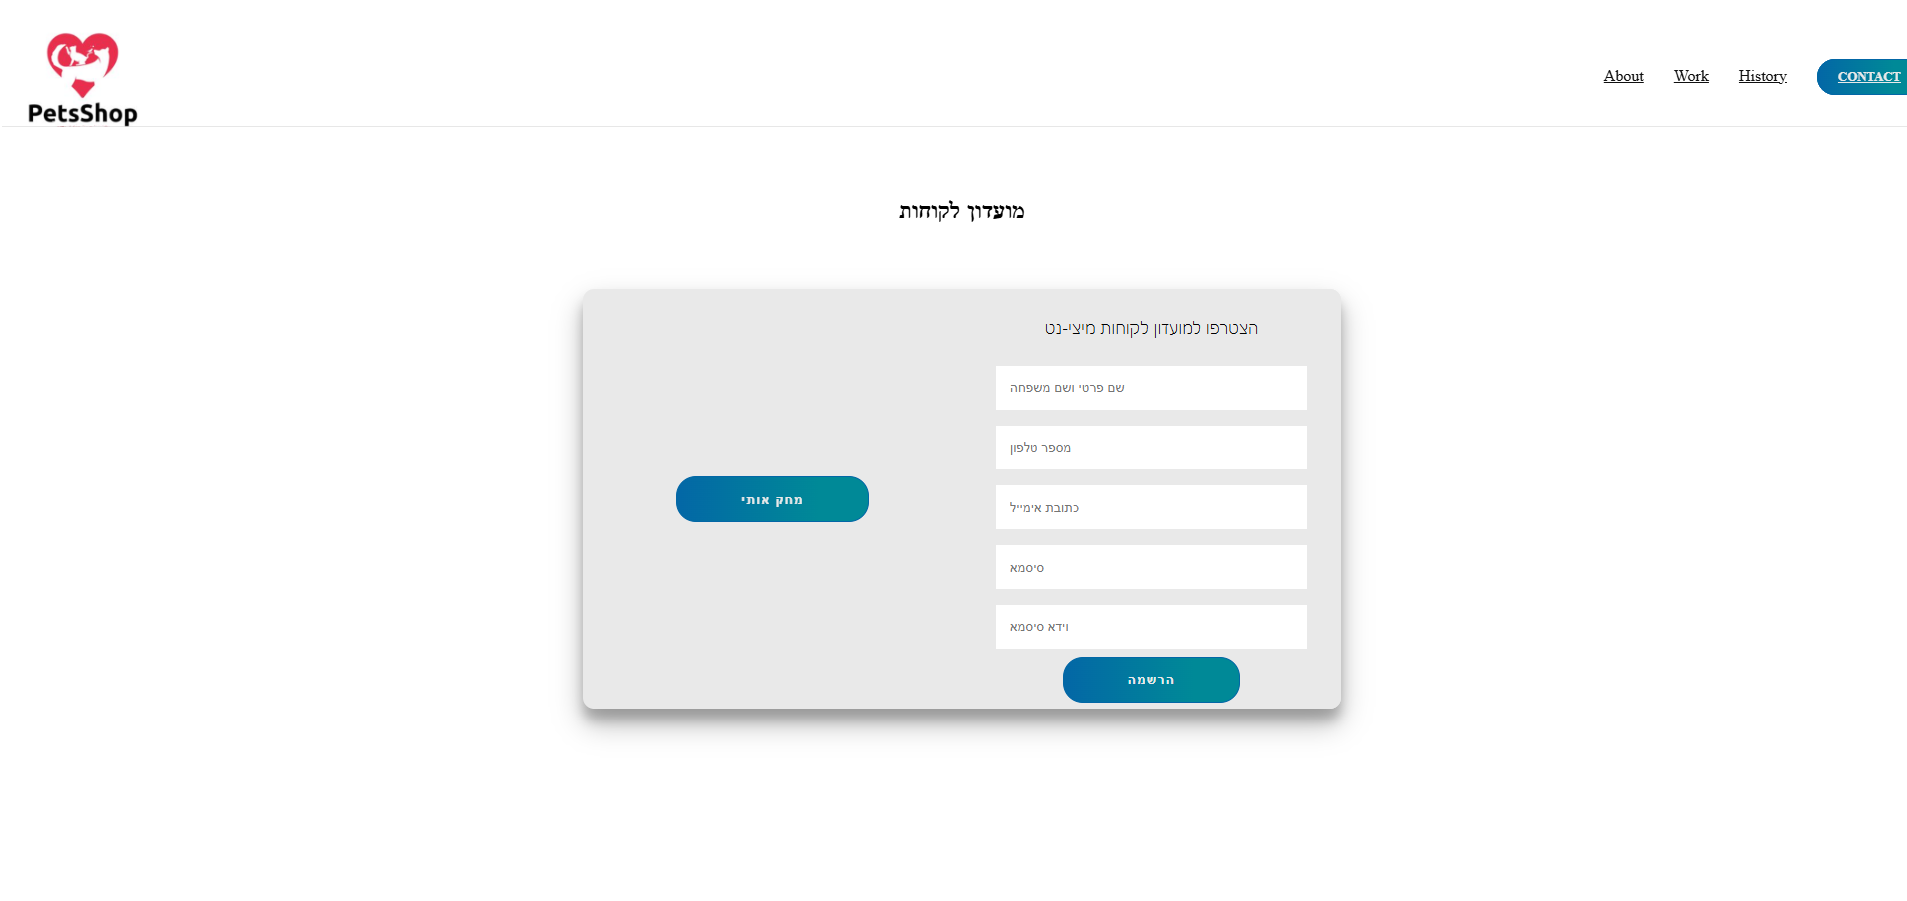 PetsShop
About
Work
History
CONTACT
מועדון לקוחות
הצטרפו למועדון לקוחות מיצי-נט
שם פרטי ושם משפחה
מספר טלפון
כתובת אימייל
סיסמא
וידא סיסמא
הרשמה
מחק אותי